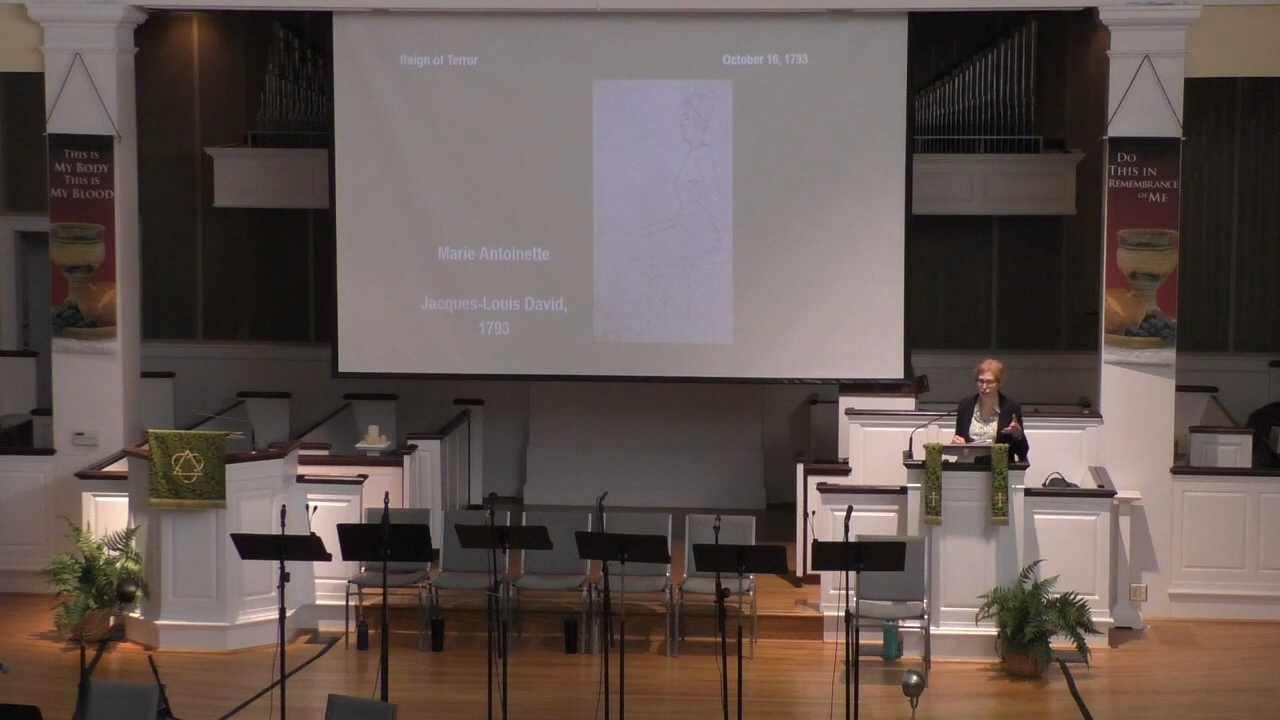 Reign of Terror
October 16, 1793
Marie Antoinette
Jacques-Louis David,
1793
THIS IS
MY BODY
THIS IS
MY BLOOD
DO
THIS IN
REMEMBRANCE
OF ME